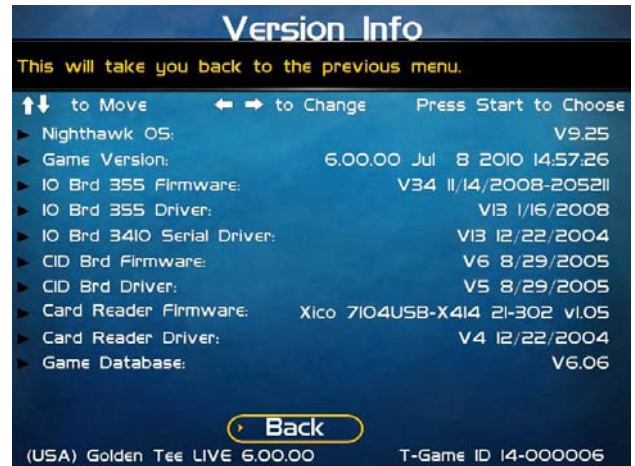 Version Info
This will take you back to the previous menu.
to Move to Change Press Start to Choose
Nighthawk OS: V9.25
Game Version: 6.00.00 Jul 8 2010 14:57:26
IO Brd 355 Firmware: V34 11/14/2008-205211
IO Brd 355 Driver: V13 1/16/2008
IO Brd 3410 Serial Driver: V13 12/22/2004
CID Brd Firmware: V6 8/29/2005
CID Brd Driver: V5 8/29/2005
Card Reader Firmware: Xico 7104USB-X414 21-302 v1.05
Card Reader Driver: V4 12/22/2004
Game Database: V6.06
Back
(USA) Golden Tee LIVE 6.00.00 T-Game ID 14-000006